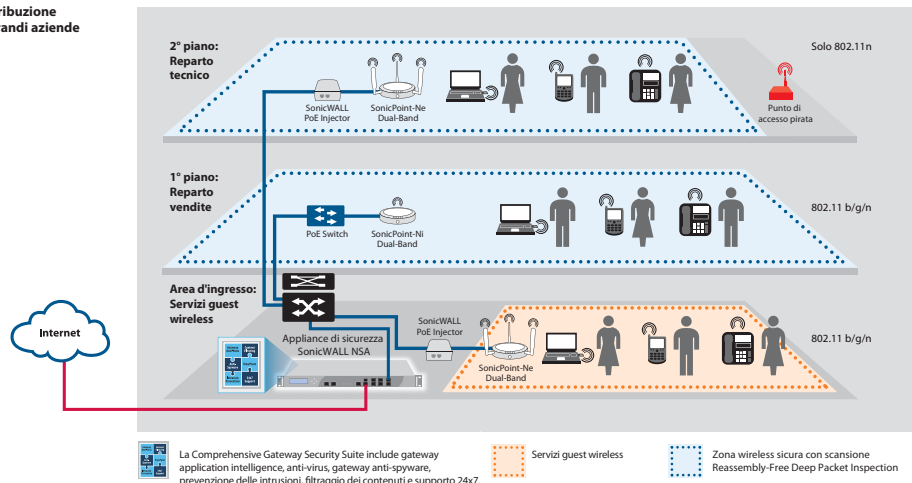 ribuzione
randi aziende
2° piano:
Reparto
tecnico
Solo 802.11n
SonicWALL
PoE Injector
SonicPoint-Ne
Dual-Band
Punto di
accesso pirata
1° piano:
Reparto
vendite
802.11 b/g/n
PoE Switch
SonicPoint-Ni
Dual-Band
Area d'ingresso:
Servizi guest
wireless
Internet
Appliance di sicurezza
SonicWALL NSA
SonicWALL
PoE Injector
SonicPoint-Ne
Dual-Band
802.11 b/g/n
La Comprehensive Gateway Security Suite include gateway
application intelligence, anti-virus, gateway anti-spyware,
prevenzione delle intrusioni, filtraggio dei contenuti e supporto 24x7
Servizi guest wireless
Zona wireless sicura con scansione
Reassembly-Free Deep Packet Inspection